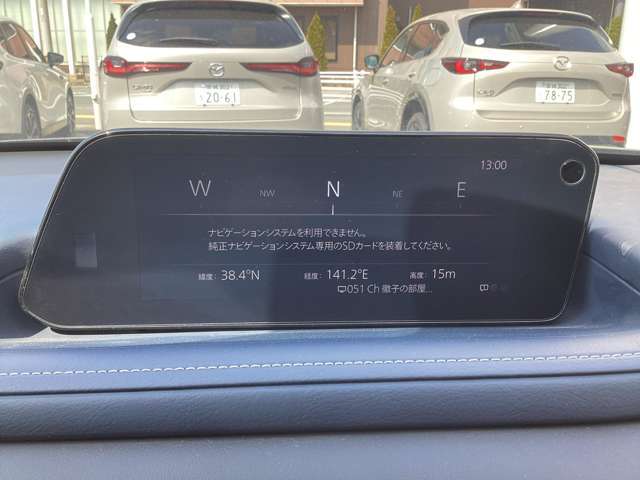 20-61
78-75
13:00
W NW N NE E
ナビゲーションシステムを利用できません。
純正ナビゲーションシステム専用のSDカードを装着してください。
緯度: 38.4°N 経度: 141.2°E 高度: 15m
051 Ch 徹子の部屋...